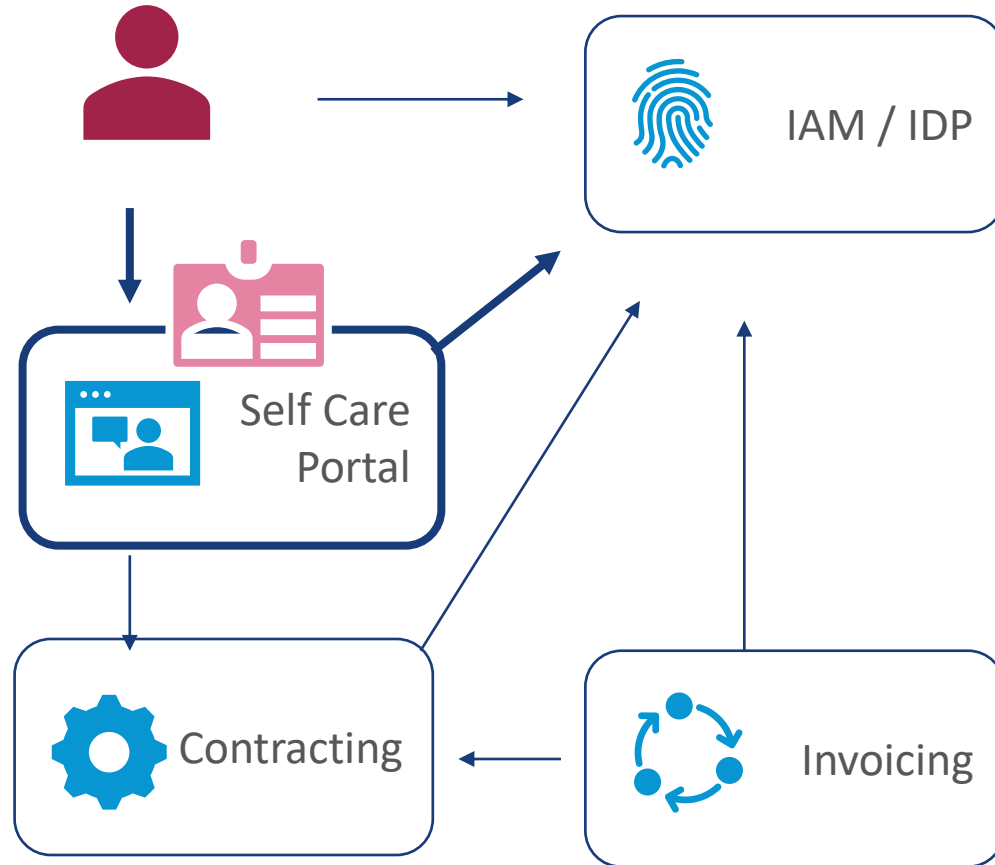 IAM / IDP
Self Care
Portal
Contracting
Invoicing